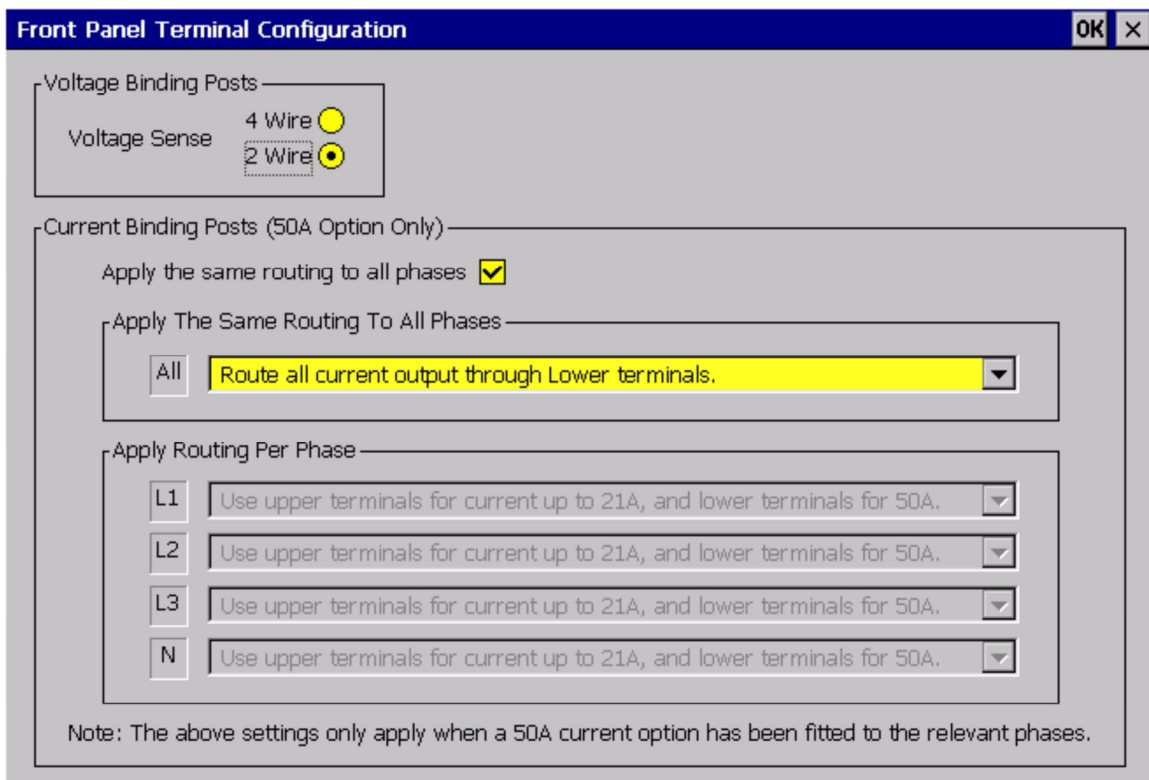 Front Panel Terminal Configuration OK ×
Voltage Binding Posts
Voltage Sense
4 Wire
2 Wire
Current Binding Posts (50A Option Only)
Apply the same routing to all phases
Apply The Same Routing To All Phases
All Route all current output through Lower terminals.
Apply Routing Per Phase
L1 Use upper terminals for current up to 21A, and lower terminals for 50A.
L2 Use upper terminals for current up to 21A, and lower terminals for 50A.
L3 Use upper terminals for current up to 21A, and lower terminals for 50A.
N Use upper terminals for current up to 21A, and lower terminals for 50A.
Note: The above settings only apply when a 50A current option has been fitted to the relevant phases.